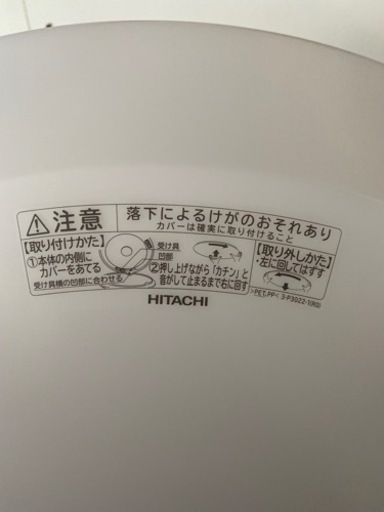 注意
落下によるけがのおそれあり
カバーは確実に取り付けること
【取り付けかた】
①本体の内側に
カバーをあてる
受け具横の凹部に合わせる
受け具
凹部
②押し上げながら「カチン」と
音がして止まるまで右に回す
【取り外しかた】
・左に回してはずす
>PET,PP< 3-P3022-1(RG)
HITACHI